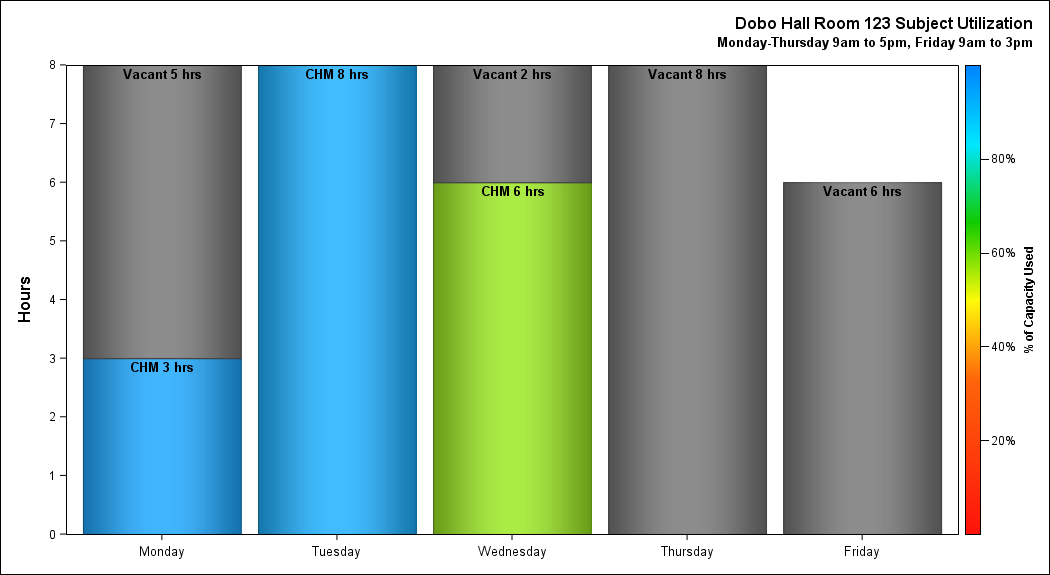 Dobo Hall Room 123 Subject Utilization
Monday-Thursday 9am to 5pm, Friday 9am to 3pm
8
7
6
5
4
3
2
1
0
Hours
Vacant 5 hrs
CHM 3 hrs
CHM 8 hrs
Vacant 2 hrs
CHM 6 hrs
Vacant 8 hrs
Vacant 6 hrs
Monday
Tuesday
Wednesday
Thursday
Friday
80%
60%
40%
20%
% of Capacity Used